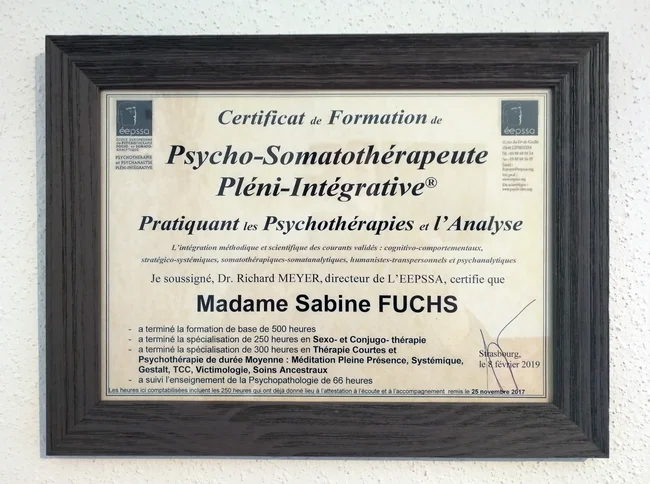 Certificat de Formation de
éepssa
PSYCHOTHÉRAPIE
ET PSYCHANALYSE
PLÉNI-INTÉGRATIVE
éepssa
Psycho-Somatothérapeute
Pléni-Intégrative®
Pratiquant les Psychothérapies et l'Analyse
L'intégration méthodique et scientifique des courants validés : cognitivo-comportementaux,
stratégico-systémiques, somatothérapiques-somatanalytiques, humanistes-transpersonnels et psychanalytiques
Je soussigné, Dr. Richard MEYER, directeur de L'EEPSSA, certifie que
Madame Sabine FUCHS
- a terminé la formation de base de 500 heures
- a terminé la spécialisation de 250 heures en Sexo- et Conjugo- thérapie
- a terminé la spécialisation de 300 heures en Thérapie Courtes et
Psychothérapie de durée Moyenne : Méditation Pleine Présence, Systémique,
Gestalt, TCC, Victimologie, Soins Ancestraux
- a suivi l'enseignement de la Psychopathologie de 66 heures
Strasbourg,
le 8 février 2019
Les heures ici comptabilisées incluent les 250 heures qui ont déjà donné lieu à l'attestation à l'écoute et à l'accompagnement remis le 25 novembre 2017